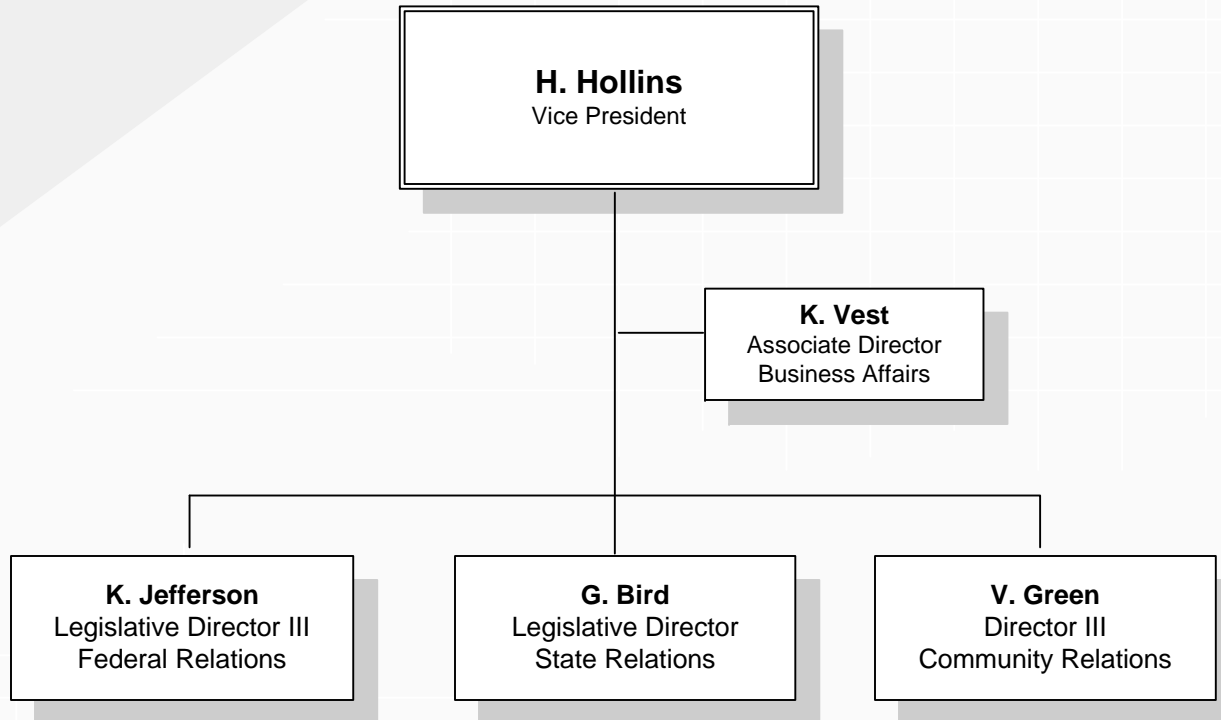 H. Hollins
Vice President
K. Vest
Associate Director
Business Affairs
K. Jefferson
Legislative Director III
Federal Relations
G. Bird
Legislative Director
State Relations
V. Green
Director III
Community Relations